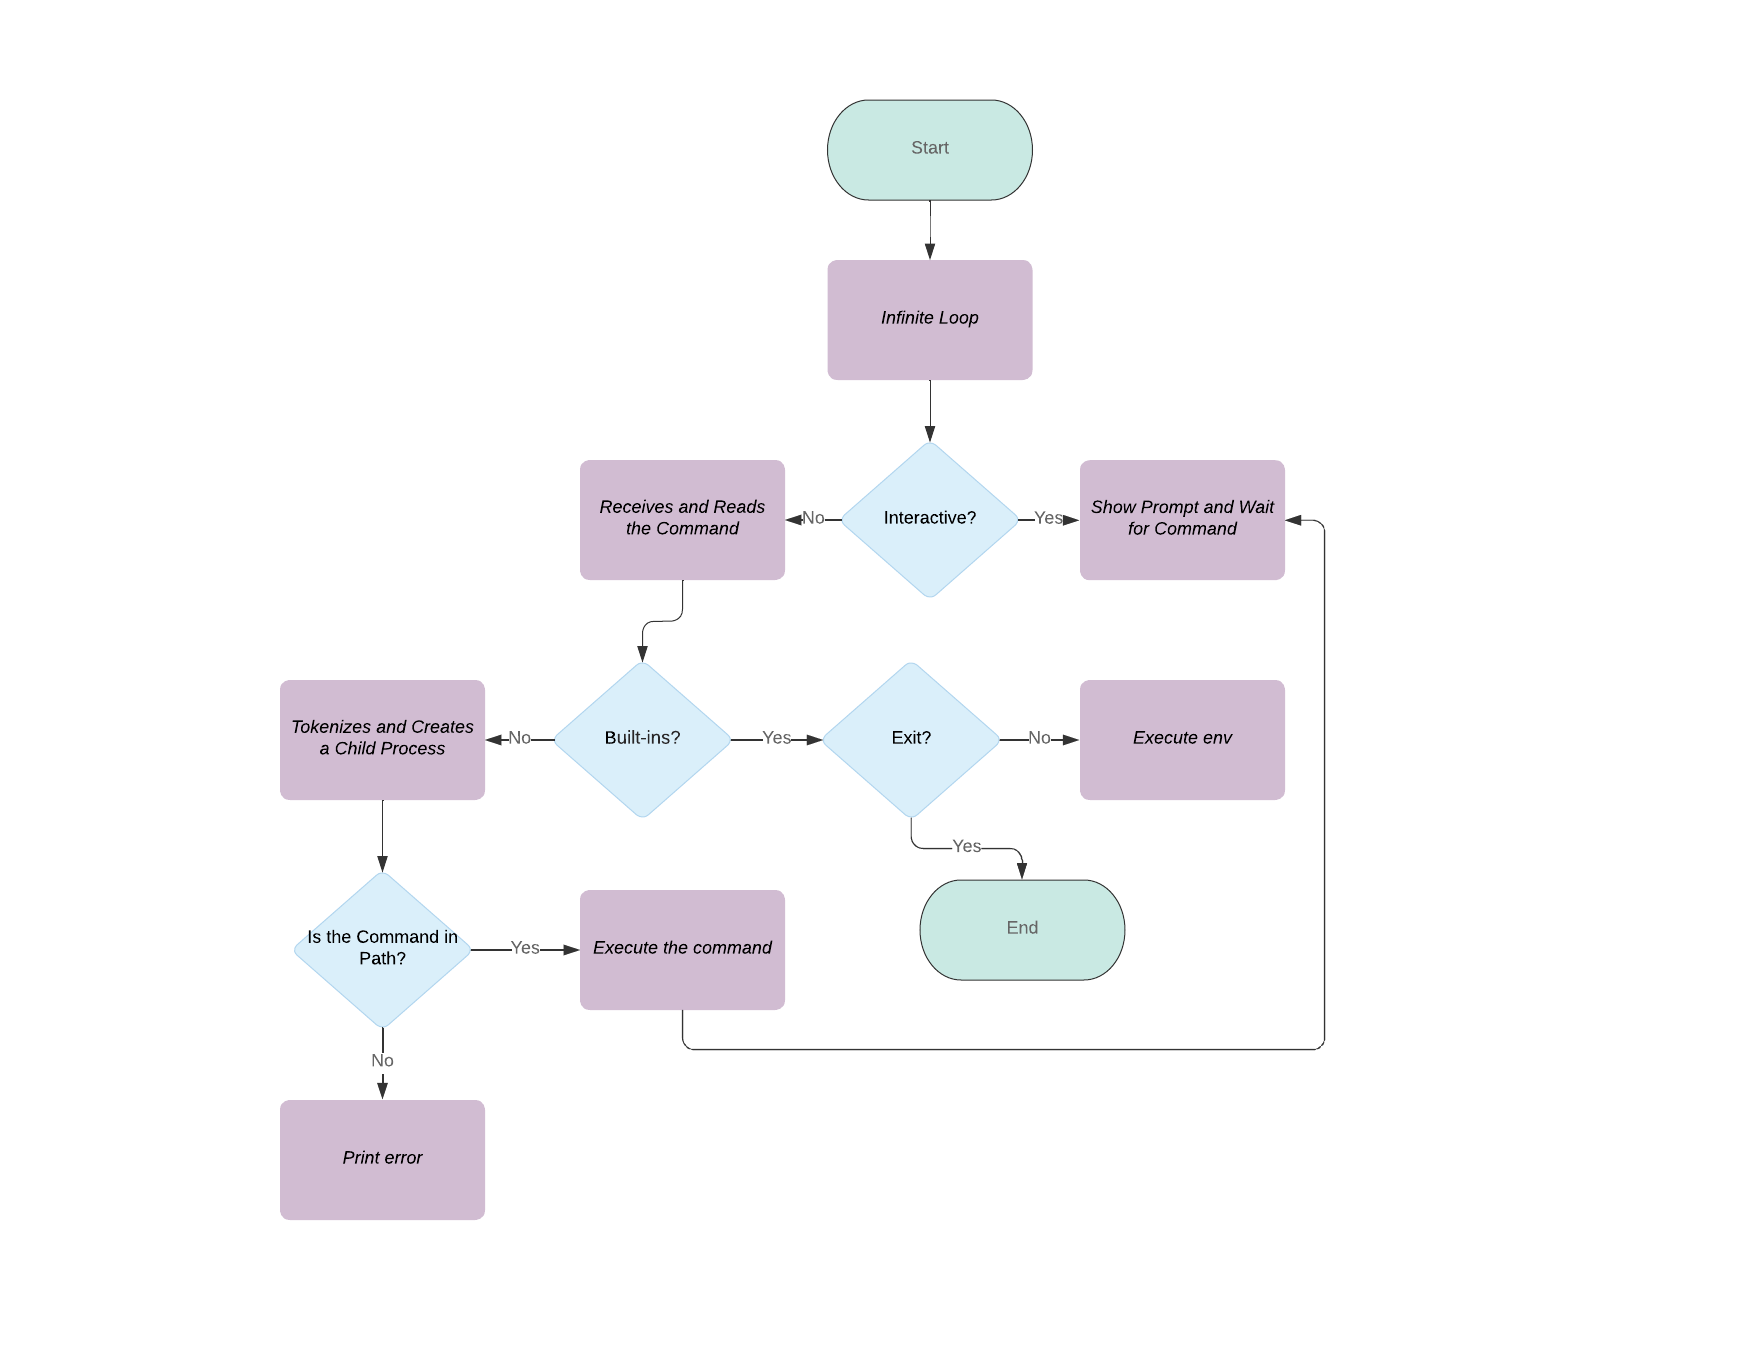 Start
Infinite Loop
Receives and Reads
the Command
No
Interactive?
Yes
Show Prompt and Wait
for Command
Tokenizes and Creates
a Child Process
No
Built-ins?
Yes
Exit?
No
Execute env
Yes
Is the Command in
Path?
Yes
Execute the command
End
No
Print error